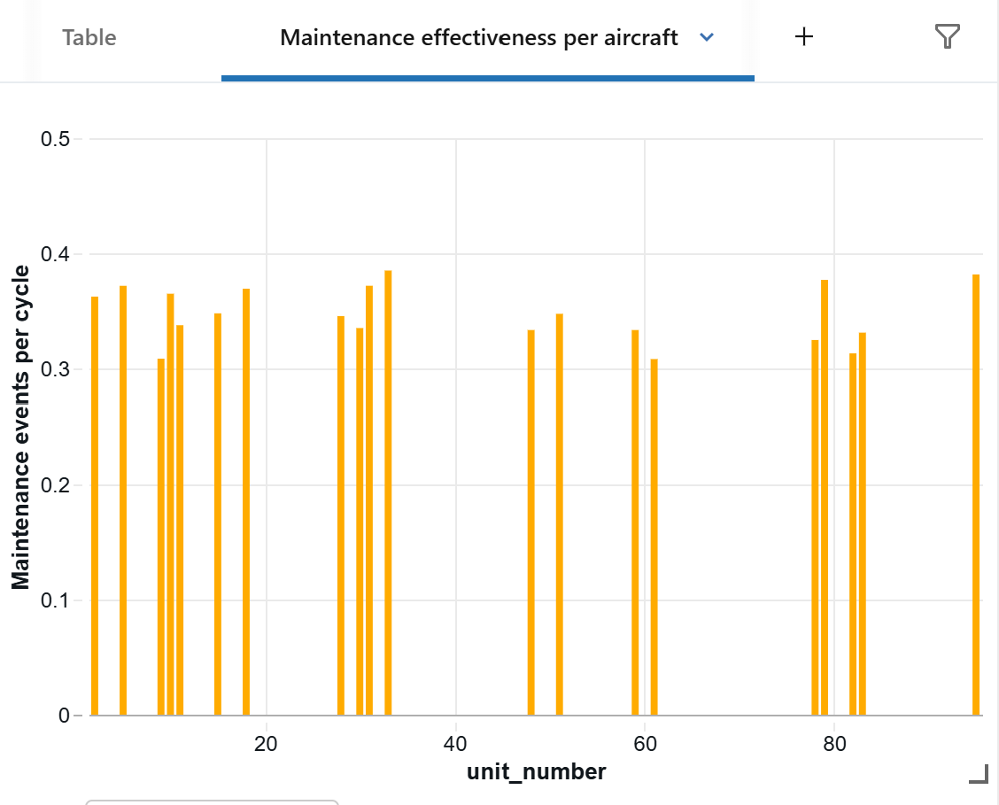 Table
Maintenance effectiveness per aircraft
0.5
0.4
0.3
0.2
0.1
0
Maintenance events per cycle
20 40 60 80
unit_number